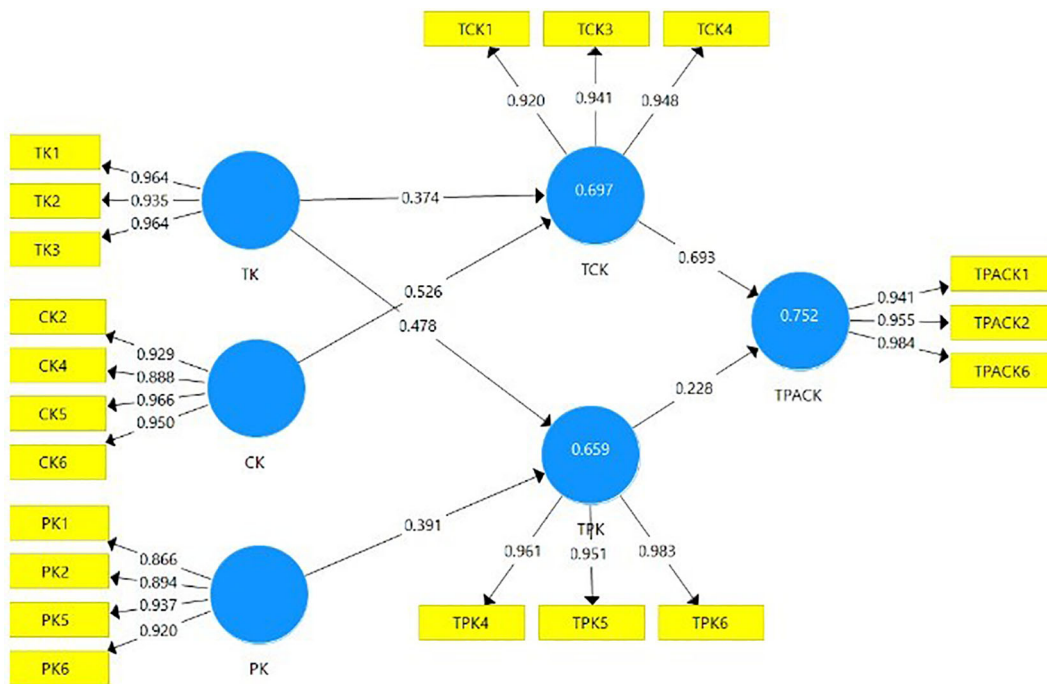 TCK1
TCK3
TCK4
0.920
0.941
0.948
TK1
TK2
TK3
0.964
0.935
0.964
TK
0.374
0.697
TCK
0.693
0.526
0.478
CK2
CK4
CK5
CK6
0.929
0.888
0.966
0.950
CK
0.752
TPACK
0.941
0.955
0.984
TPACK1
TPACK2
TPACK6
0.228
0.659
TPK
0.391
PK1
PK2
PK5
PK6
0.866
0.894
0.937
0.920
PK
0.961
0.951
0.983
TPK4
TPK5
TPK6